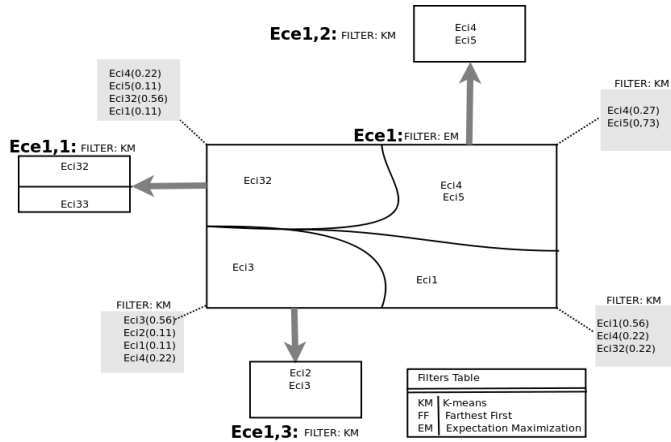 Ece1,2: FILTER: KM
Eci4
Eci5
Eci4(0.22)
Eci5(0.11)
Eci32(0.56)
Eci1(0.11)
FILTER: KM
Eci4(0.27)
Eci5(0,73)
Ece1,1: FILTER: KM
Eci32
Eci33
Ece1: FILTER: EM
Eci32
Eci4
Eci5
Eci3
Eci1
FILTER: KM
Eci3(0.56)
Eci2(0.11)
Eci1(0.11)
Eci4(0.22)
FILTER: KM
Eci1(0.56)
Eci4(0.22)
Eci32(0.22)
Eci2
Eci3
Ece1,3: FILTER: KM
Filters Table
KM K-means
FF Farthest First
EM Expectation Maximization